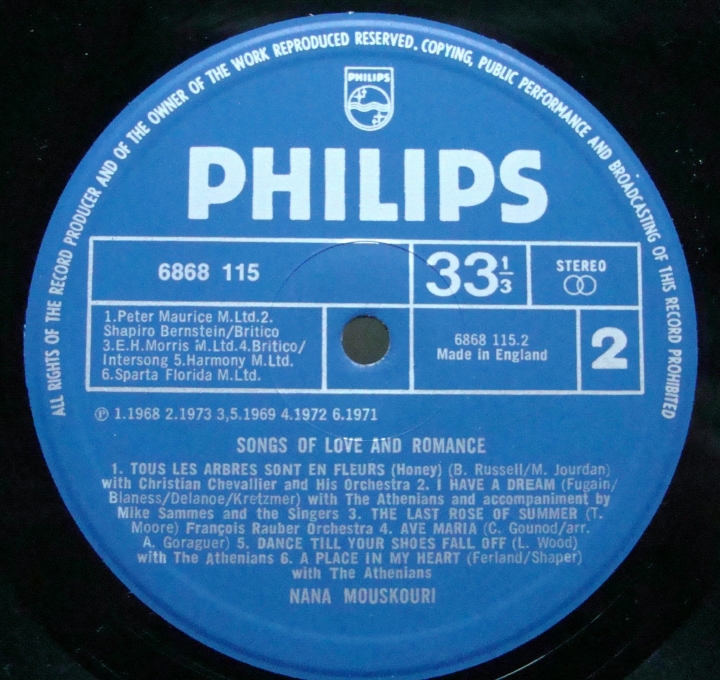 ALL RIGHTS OF THE RECORD PRODUCER AND OF THE OWNER OF THE WORK REPRODUCED RESERVED. COPYING, PUBLIC PERFORMANCE AND BROADCASTING OF THIS RECORD PROHIBITED
PHILIPS
PHILIPS
6868 115
33 1/3
STEREO
1.Peter Maurice M.Ltd.2.
Shapiro Bernstein/Britico
3.E.H.Morris M.Ltd.4.Britico/
Intersong 5.Harmony M.Ltd.
6.Sparta Florida M.Ltd.
6868 115.2
Made in England
2
℗ 1.1968 2.1973 3,5.1969 4.1972 6.1971
SONGS OF LOVE AND ROMANCE
1. TOUS LES ARBRES SONT EN FLEURS (Honey) (B. Russell/M. Jourdan)
with Christian Chevallier and His Orchestra 2. I HAVE A DREAM (Fugain/
Blaness/Delanoe/Kretzmer) with The Athenians and accompaniment by
Mike Sammes and the Singers 3. THE LAST ROSE OF SUMMER (T.
Moore) François Rauber Orchestra 4. AVE MARIA (C. Gounod/arr.
A. Goraguer) 5. DANCE TILL YOUR SHOES FALL OFF (L. Wood)
with The Athenians 6. A PLACE IN MY HEART (Ferland/Shaper)
with The Athenians
NANA MOUSKOURI